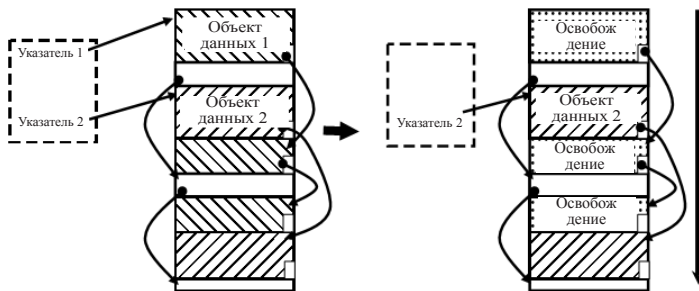 Указатель 1
Объект
данных 1
Указатель 2
Объект
данных 2
Освобож
дение
Указатель 2
Объект
данных 2
Освобож
дение
Освобож
дение